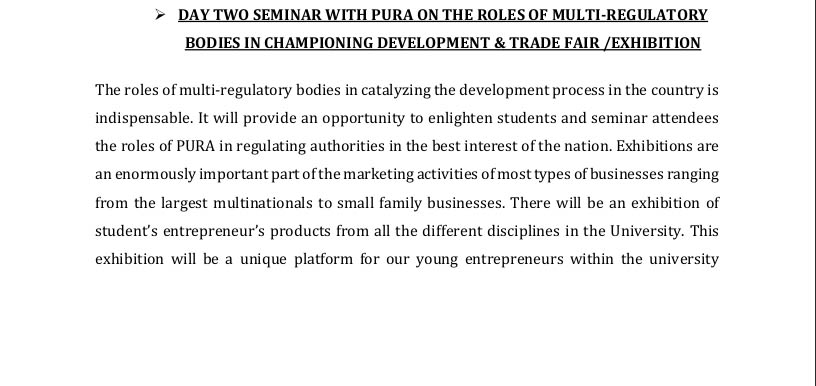 ➢ DAY TWO SEMINAR WITH PURA ON THE ROLES OF MULTI-REGULATORY
BODIES IN CHAMPIONING DEVELOPMENT & TRADE FAIR /EXHIBITION
The roles of multi-regulatory bodies in catalyzing the development process in the country is
indispensable. It will provide an opportunity to enlighten students and seminar attendees
the roles of PURA in regulating authorities in the best interest of the nation. Exhibitions are
an enormously important part of the marketing activities of most types of businesses ranging
from the largest multinationals to small family businesses. There will be an exhibition of
student’s entrepreneur’s products from all the different disciplines in the University. This
exhibition will be a unique platform for our young entrepreneurs within the university